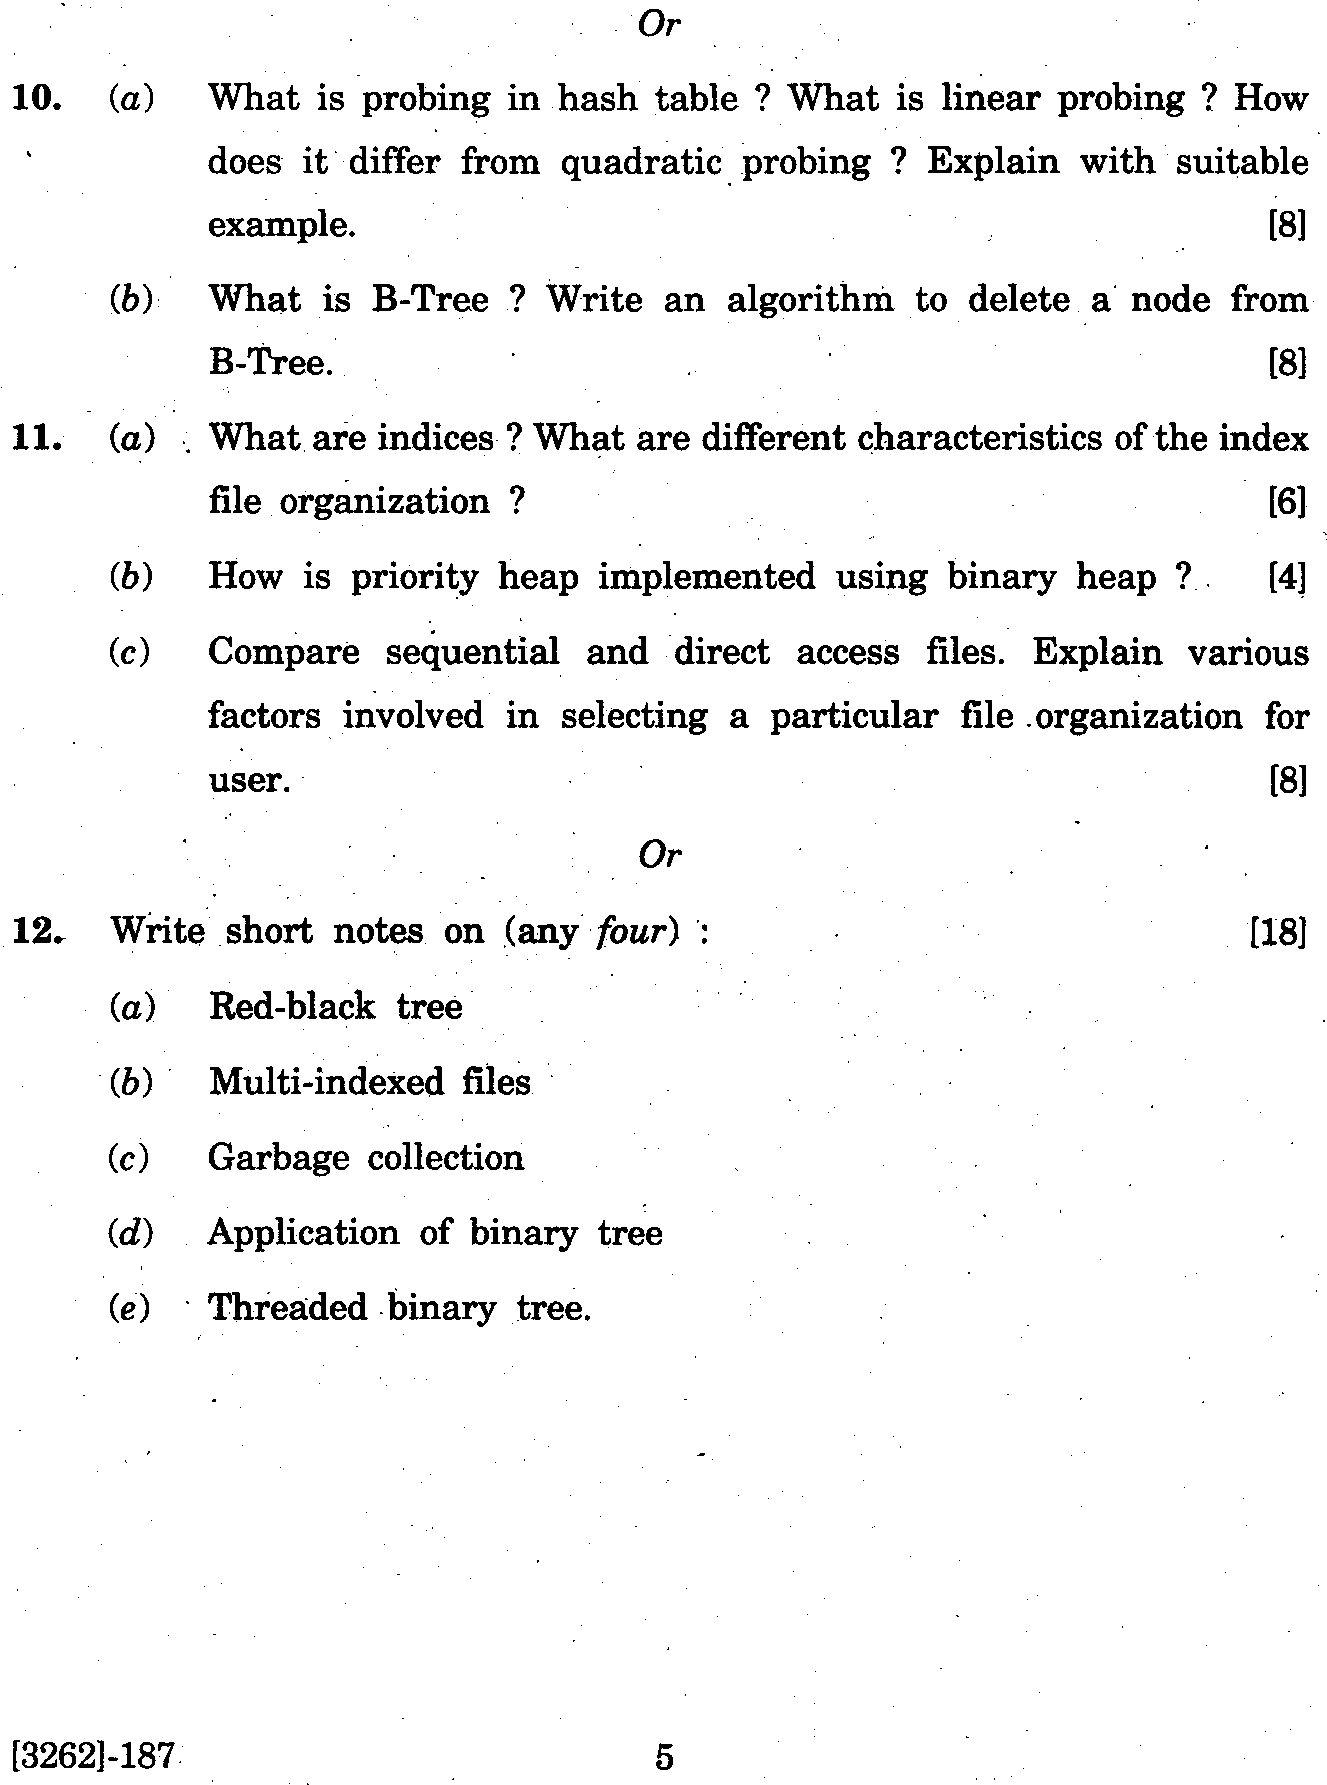 Or
10. (a) What is probing in hash table ? What is linear probing ? How
does it differ from quadratic probing ? Explain with suitable
example. [8]
(b) What is B-Tree ? Write an algorithm to delete a node from
B-Tree. [8]
11. (a) What are indices ? What are different characteristics of the index
file organization ? [6]
(b) How is priority heap implemented using binary heap ? [4]
(c) Compare sequential and direct access files. Explain various
factors involved in selecting a particular file organization for
user. [8]
Or
12. Write short notes on (any four) : [18]
(a) Red-black tree
(b) Multi-indexed files
(c) Garbage collection
(d) Application of binary tree
(e) Threaded binary tree.
[3262]-187 5